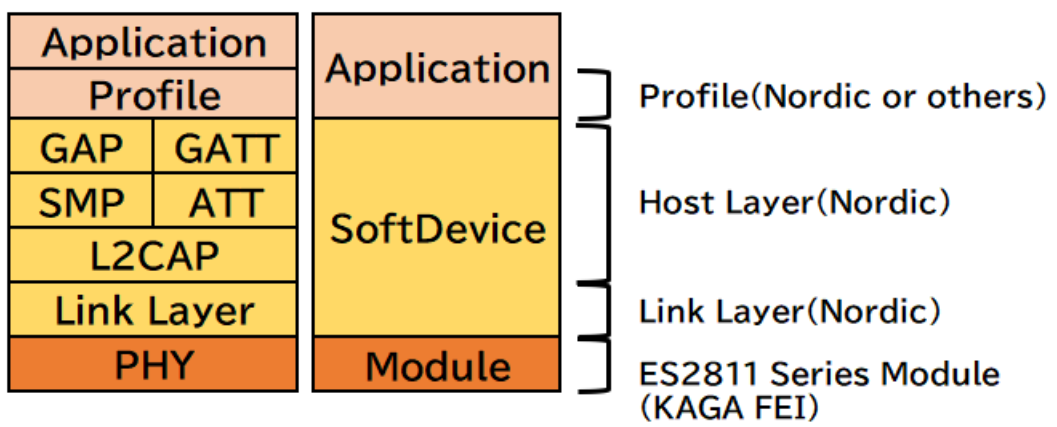 Application
Profile
GAP GATT
SMP ATT
L2CAP
Link Layer
PHY
Application
SoftDevice
Module
Profile(Nordic or others)
Host Layer(Nordic)
Link Layer(Nordic)
ES2811 Series Module
(KAGA FEI)